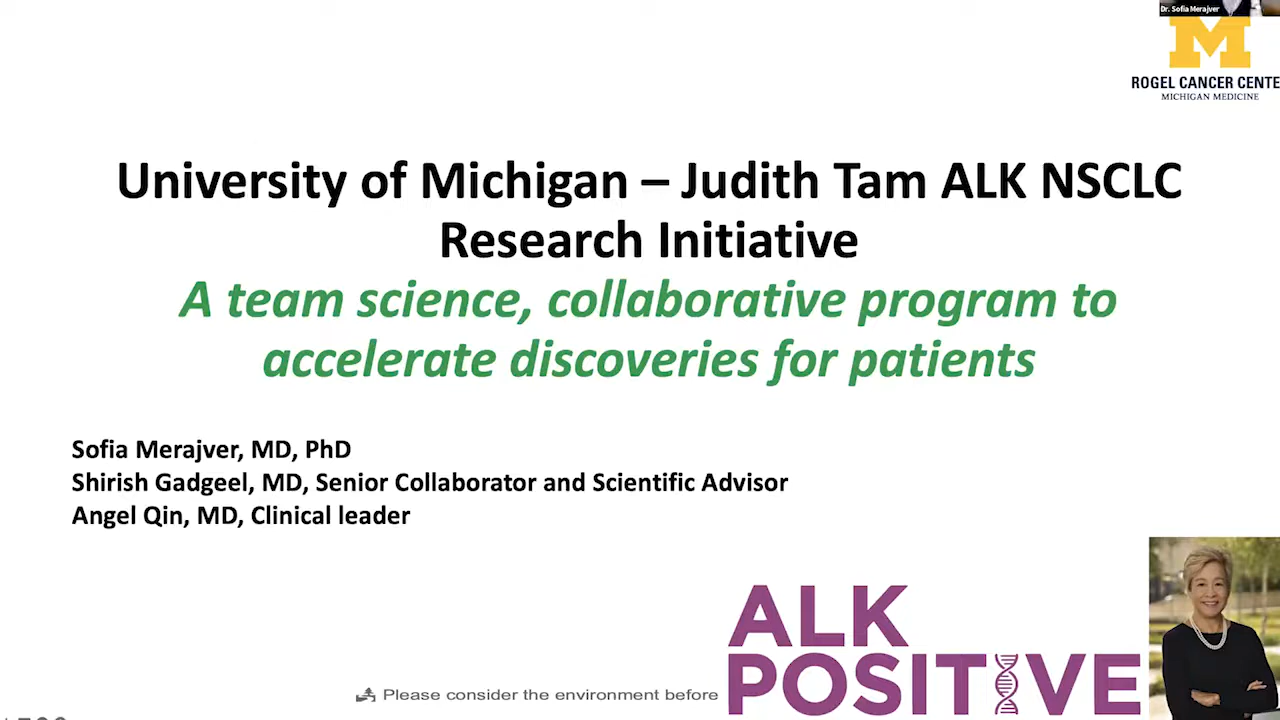 Dr. Sofia Merajver
ROGEL CANCER CENTE
MICHIGAN MEDICINE
University of Michigan – Judith Tam ALK NSCLC
Research Initiative
A team science, collaborative program to
accelerate discoveries for patients
Sofia Merajver, MD, PhD
Shirish Gadgeel, MD, Senior Collaborator and Scientific Advisor
Angel Qin, MD, Clinical leader
ALK
POSITIVE
Please consider the environment before